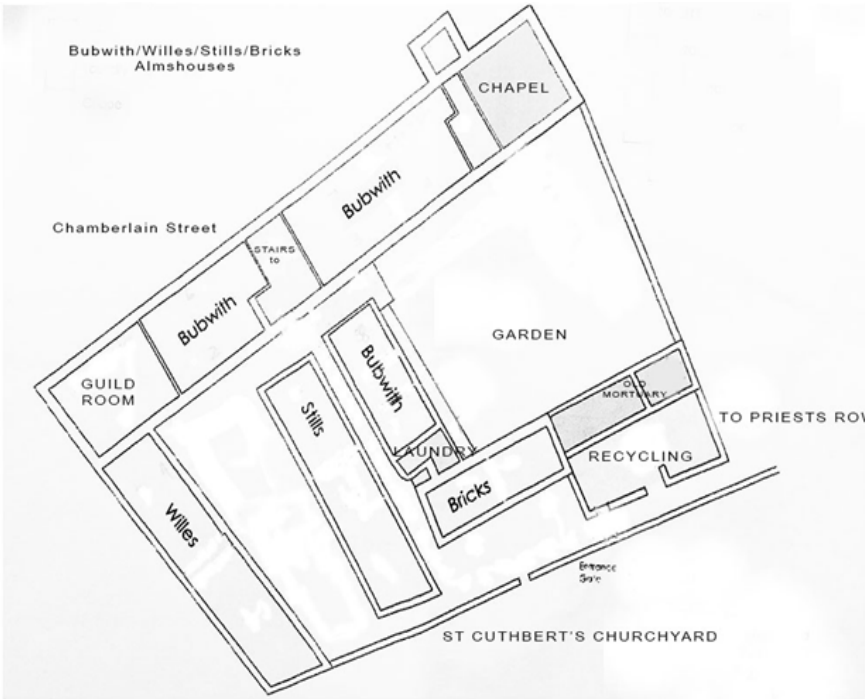 Bubwith/Willes/Stills/Bricks
Almshouses
CHAPEL
Bubwith
Chamberlain Street
STAIRS
to
Bubwith
GUILD
ROOM
GARDEN
Bubwith
Stills
OLD
MORTUARY
TO PRIESTS ROW
LAUNDRY
RECYCLING
Bricks
Willes
Entrance
Gate
ST CUTHBERT'S CHURCHYARD